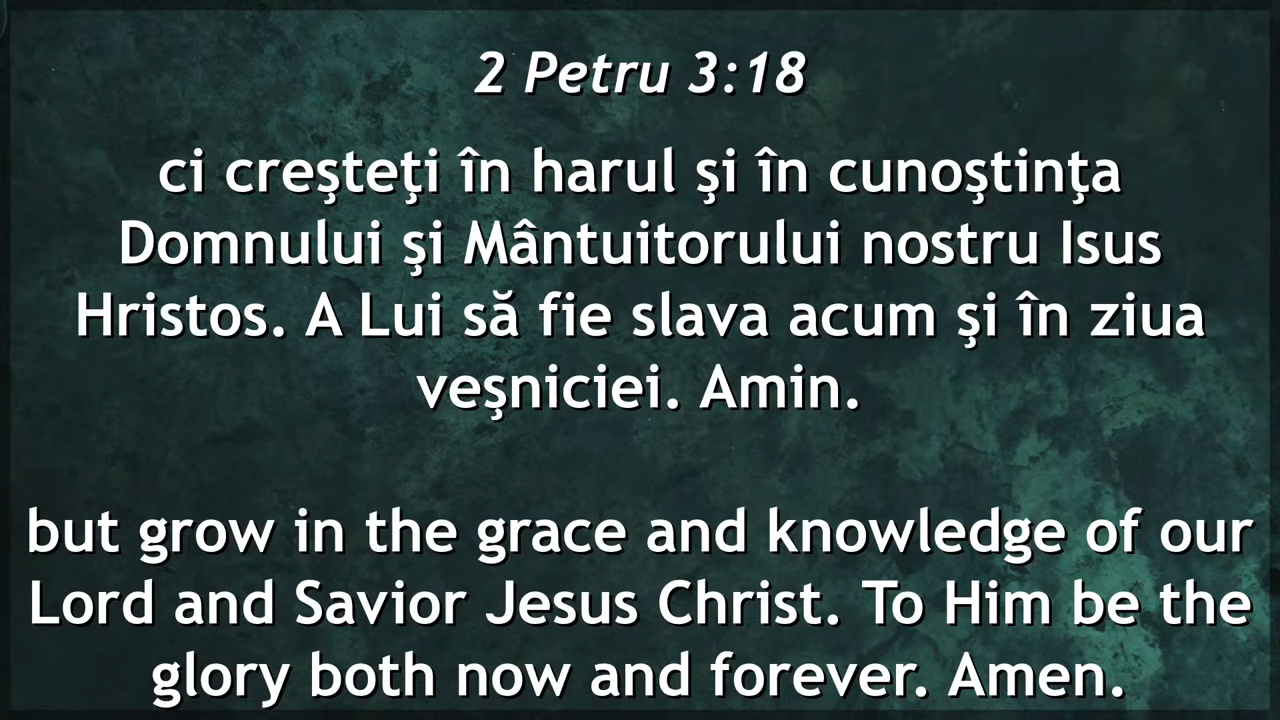 2 Petru 3:18
ci creşteţi în harul şi în cunoştinţa
Domnului şi Mântuitorului nostru Isus
Hristos. A Lui să fie slava acum şi în ziua
veşniciei. Amin.
but grow in the grace and knowledge of our
Lord and Savior Jesus Christ. To Him be the
glory both now and forever. Amen.